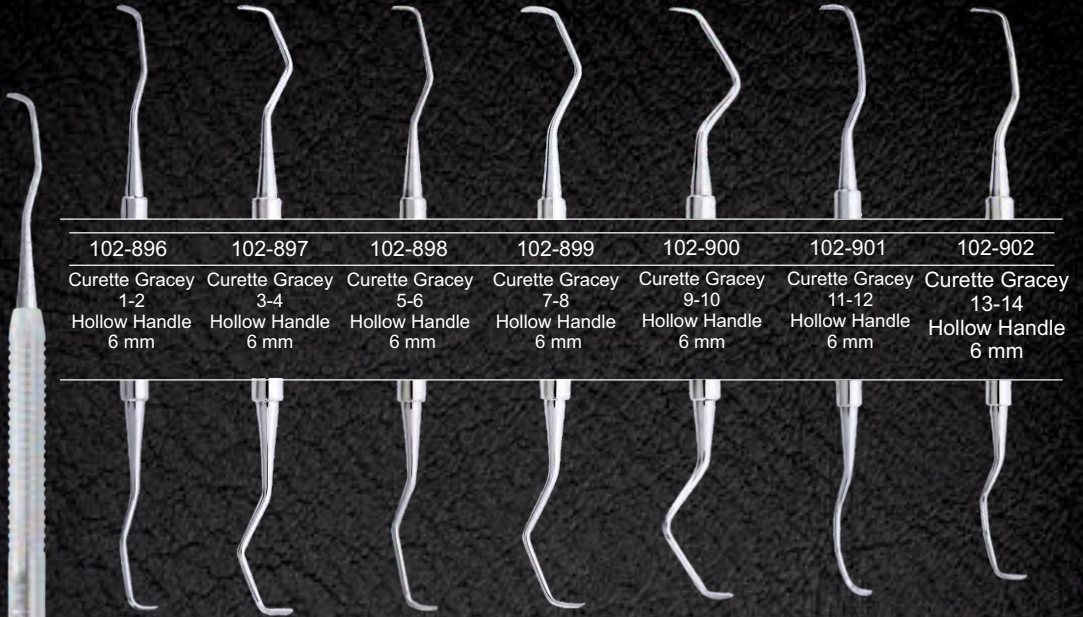 102-896 102-897 102-898 102-899 102-900 102-901 102-902
Curette Gracey Curette Gracey Curette Gracey Curette Gracey Curette Gracey Curette Gracey Curette Gracey
1-2 3-4 5-6 7-8 9-10 11-12 13-14
Hollow Handle Hollow Handle Hollow Handle Hollow Handle Hollow Handle Hollow Handle Hollow Handle
6 mm 6 mm 6 mm 6 mm 6 mm 6 mm 6 mm